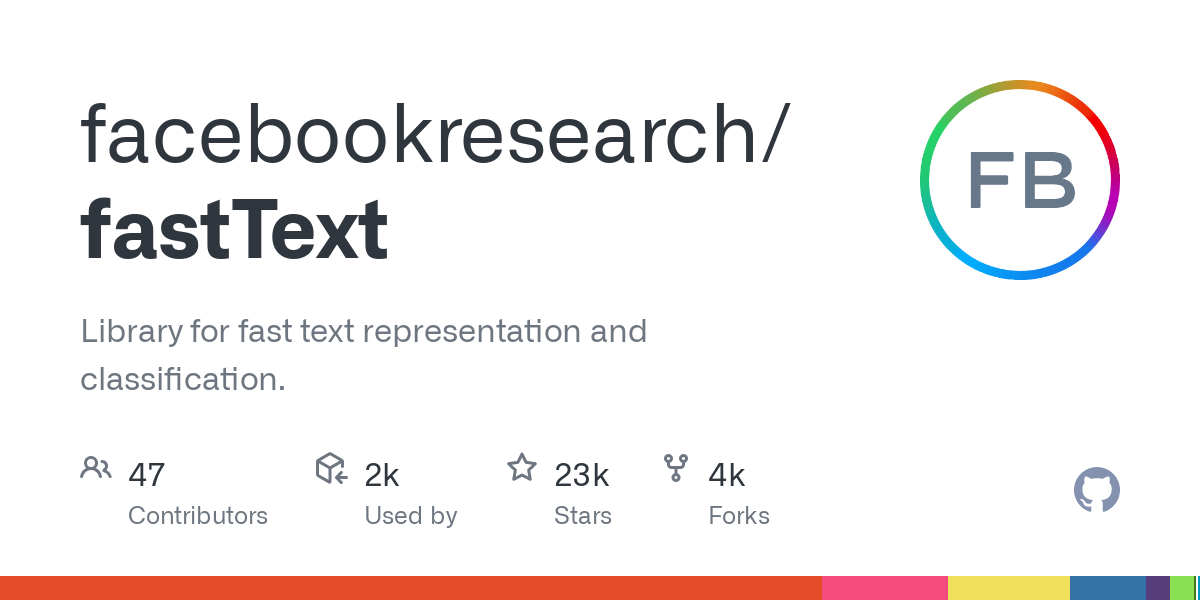 facebookresearch/
fastText
FB
Library for fast text representation and
classification.
47
Contributors
2k
Used by
23k
Stars
4k
Forks